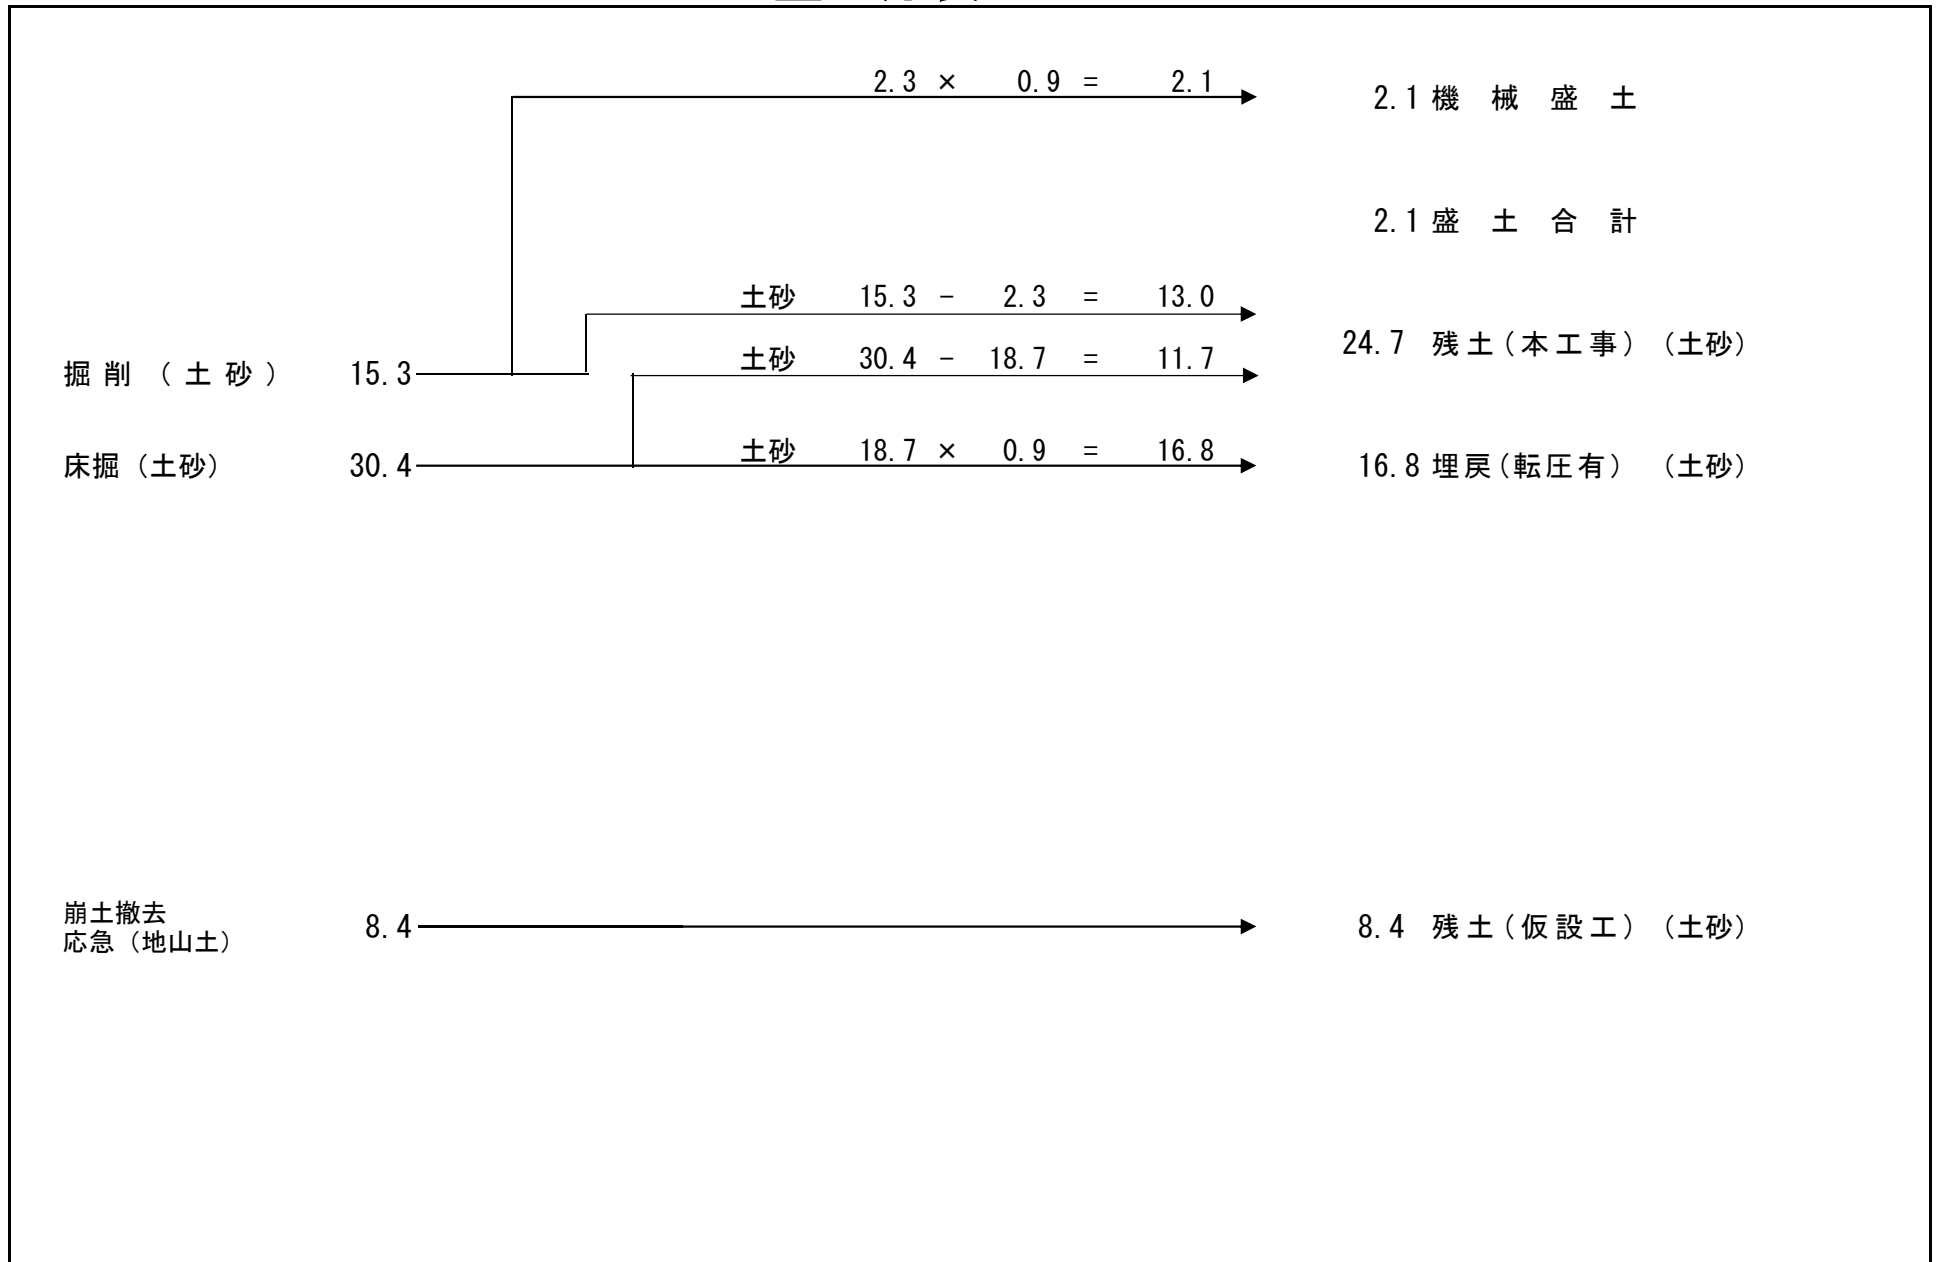 2.3 × 0.9 = 2.1
2.1 機 械 盛 土
2.1 盛 土 合 計
土砂 15.3 － 2.3 = 13.0
24.7 残土(本工事) (土砂)
土砂 30.4 － 18.7 = 11.7
掘削 (土砂) 15.3
土砂 18.7 × 0.9 = 16.8
床掘(土砂) 30.4
16.8 埋戻(転圧有) (土砂)
崩土撤去
応急(地山土) 8.4
8.4 残土(仮設工) (土砂)